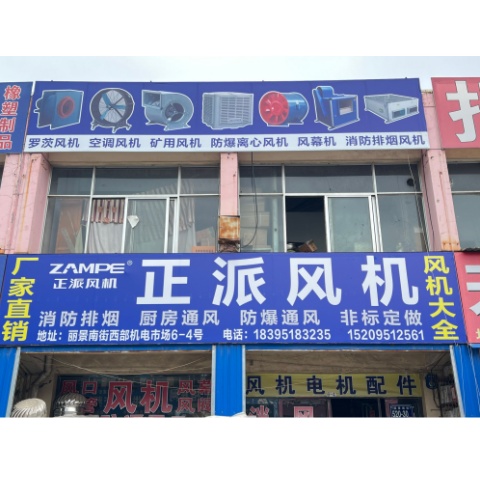 橡塑制品
罗茨风机 空调风机 矿用风机 防爆离心风机 风幕机 消防排烟风机
厂家直销
ZAMPE®
正派风机
正派风机
风机大全
消防排烟 厨房通风 防爆通风 非标定做
地址：丽景南街西部机电市场6-4号 电话：18395183235 15209512561
风机
风机电机配件